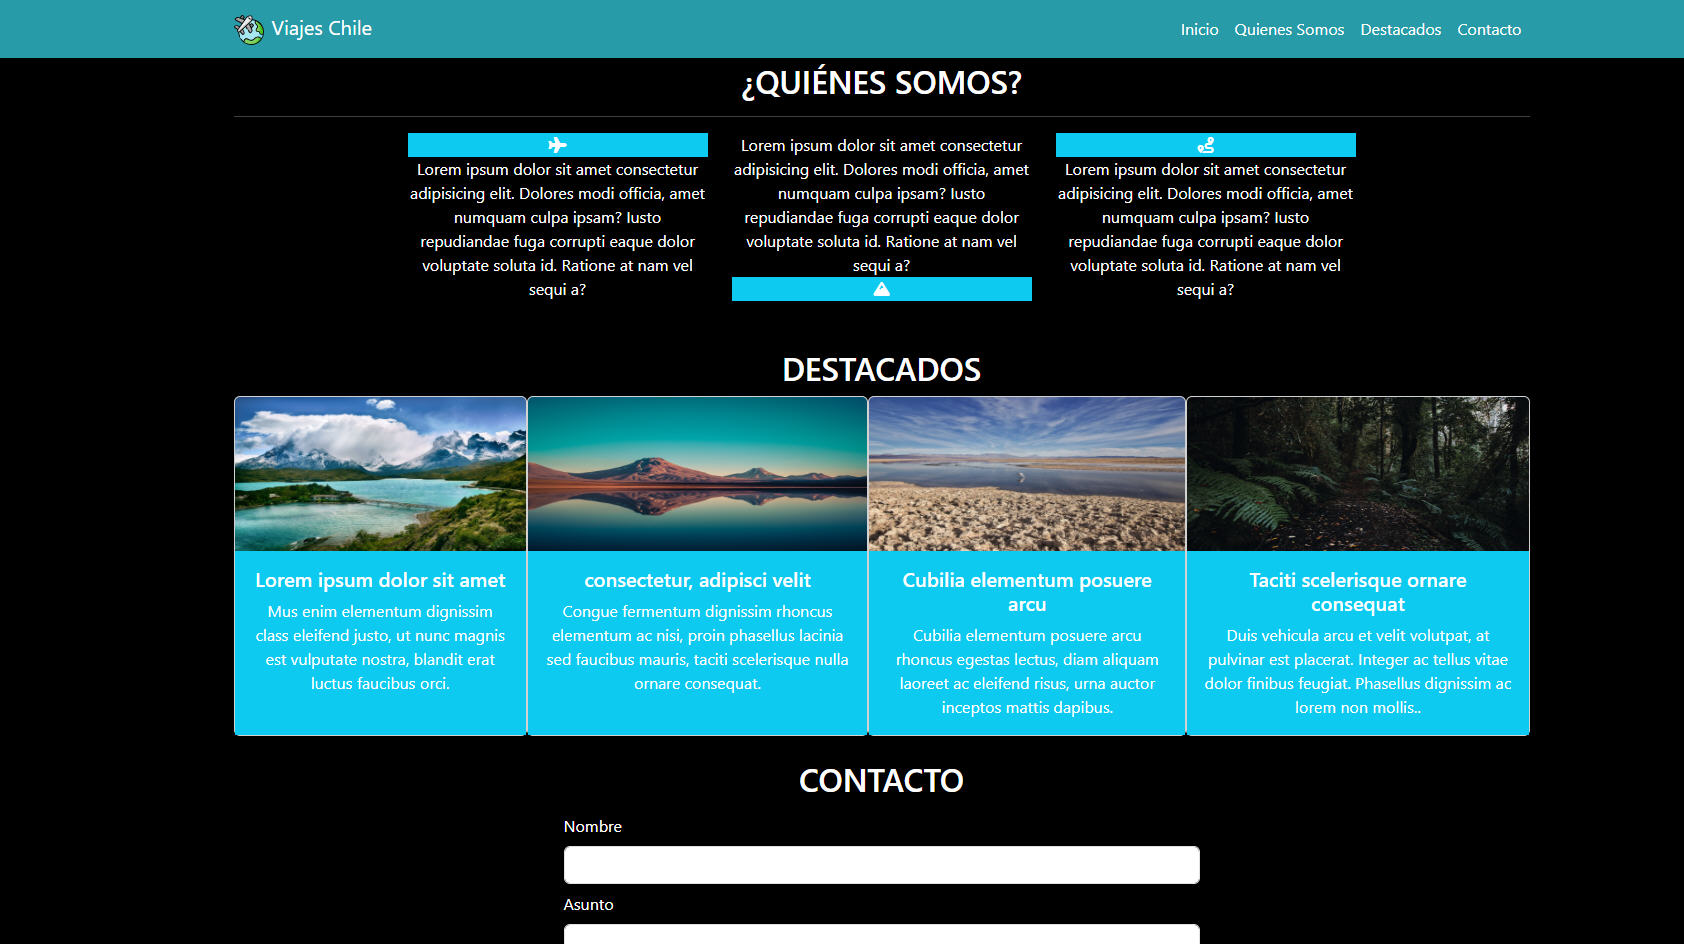 Viajes Chile
Inicio Quienes Somos Destacados Contacto
¿QUIÉNES SOMOS?
Lorem ipsum dolor sit amet consectetur
adipisicing elit. Dolores modi officia, amet
numquam culpa ipsam? Iusto
repudiandae fuga corrupti eaque dolor
voluptate soluta id. Ratione at nam vel
sequi a?
Lorem ipsum dolor sit amet consectetur
adipisicing elit. Dolores modi officia, amet
numquam culpa ipsam? Iusto
repudiandae fuga corrupti eaque dolor
voluptate soluta id. Ratione at nam vel
sequi a?
Lorem ipsum dolor sit amet consectetur
adipisicing elit. Dolores modi officia, amet
numquam culpa ipsam? Iusto
repudiandae fuga corrupti eaque dolor
voluptate soluta id. Ratione at nam vel
sequi a?
DESTACADOS
Lorem ipsum dolor sit amet
Mus enim elementum dignissim
class eleifend justo, ut nunc magnis
est vulputate nostra, blandit erat
luctus faucibus orci.
consectetur, adipisci velit
Congue fermentum dignissim rhoncus
elementum ac nisi, proin phasellus lacinia
sed faucibus mauris, taciti scelerisque nulla
ornare consequat.
Cubilia elementum posuere
arcu
Cubilia elementum posuere arcu
rhoncus egestas lectus, diam aliquam
laoreet ac eleifend risus, urna auctor
inceptos mattis dapibus.
Taciti scelerisque ornare
consequat
Duis vehicula arcu et velit volutpat, at
pulvinar est placerat. Integer ac tellus vitae
dolor finibus feugiat. Phasellus dignissim ac
lorem non mollis..
CONTACTO
Nombre
Asunto